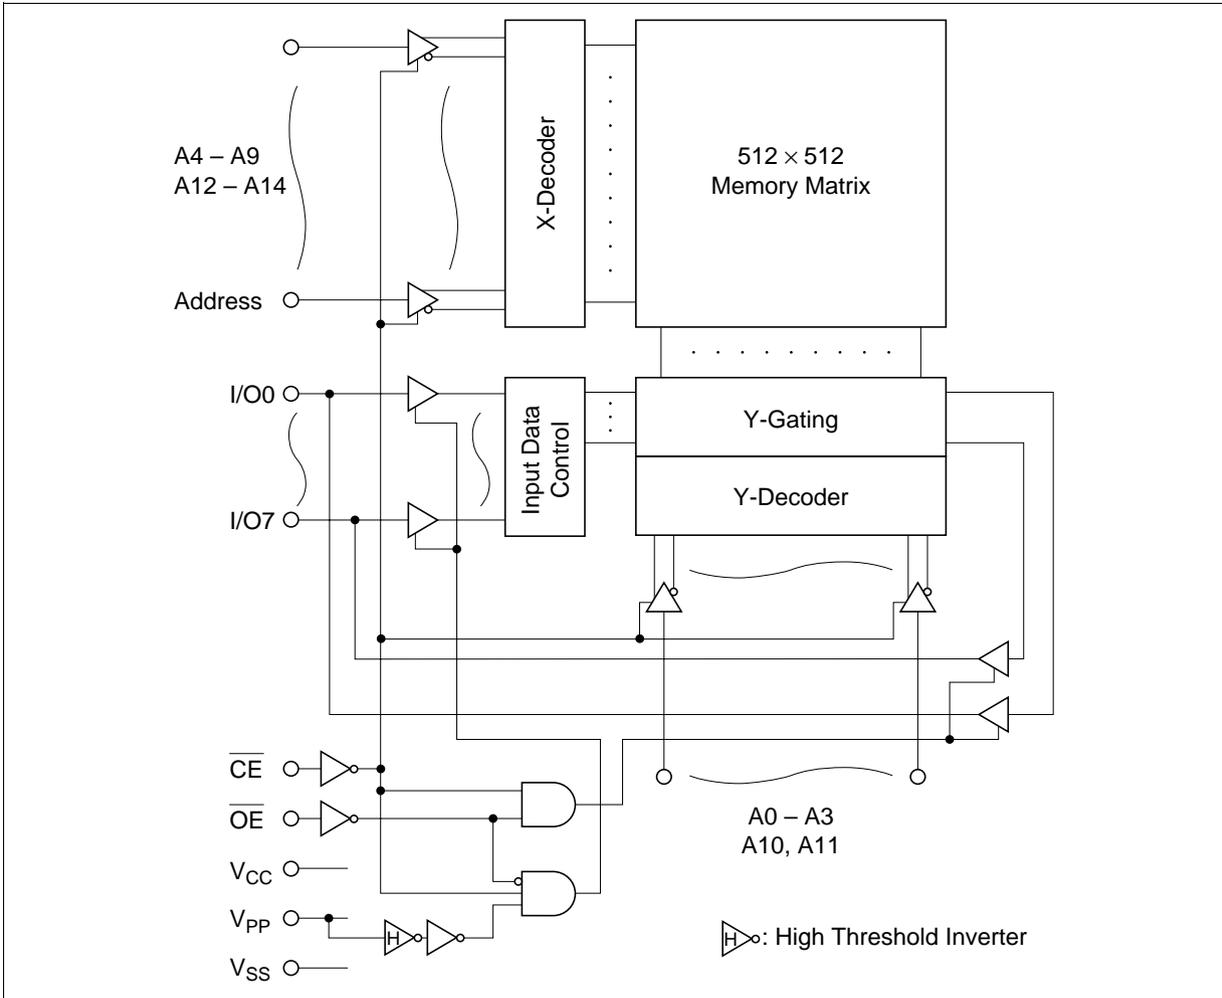 A4 – A9
A12 – A14
Address
X-Decoder
512 × 512
Memory Matrix
I/O0
I/O7
Input Data
Control
Y-Gating
Y-Decoder
CE
OE
VCC
VPP
VSS
A0 – A3
A10, A11
H
H
: High Threshold Inverter